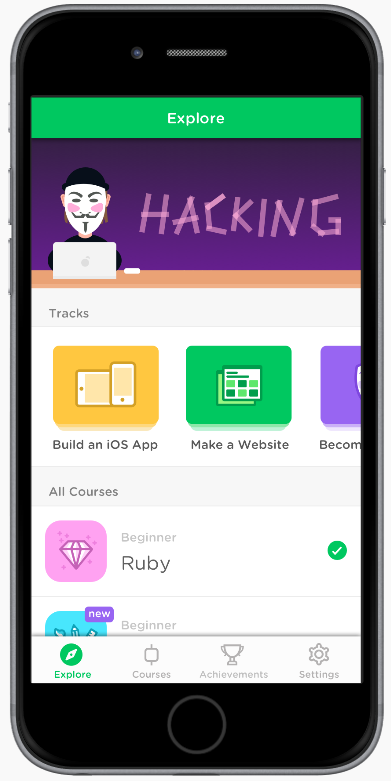 Explore
HACKING
Tracks
Build an iOS App
Make a Website
Becom
All Courses
Beginner
Ruby
new
Beginner
Explore
Courses
Achievements
Settings